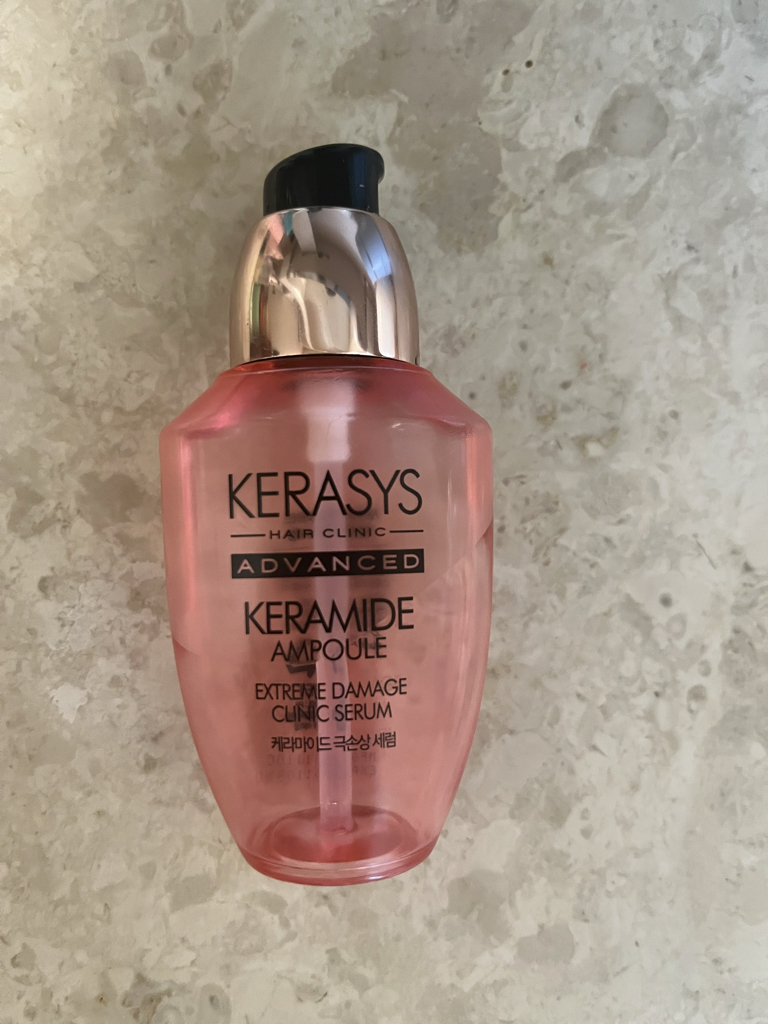 KERASYS
HAIR CLINIC
ADVANCED
KERAMIDE
AMPOULE
EXTREME DAMAGE
CLINIC SERUM
케라마이드 극손상 세럼